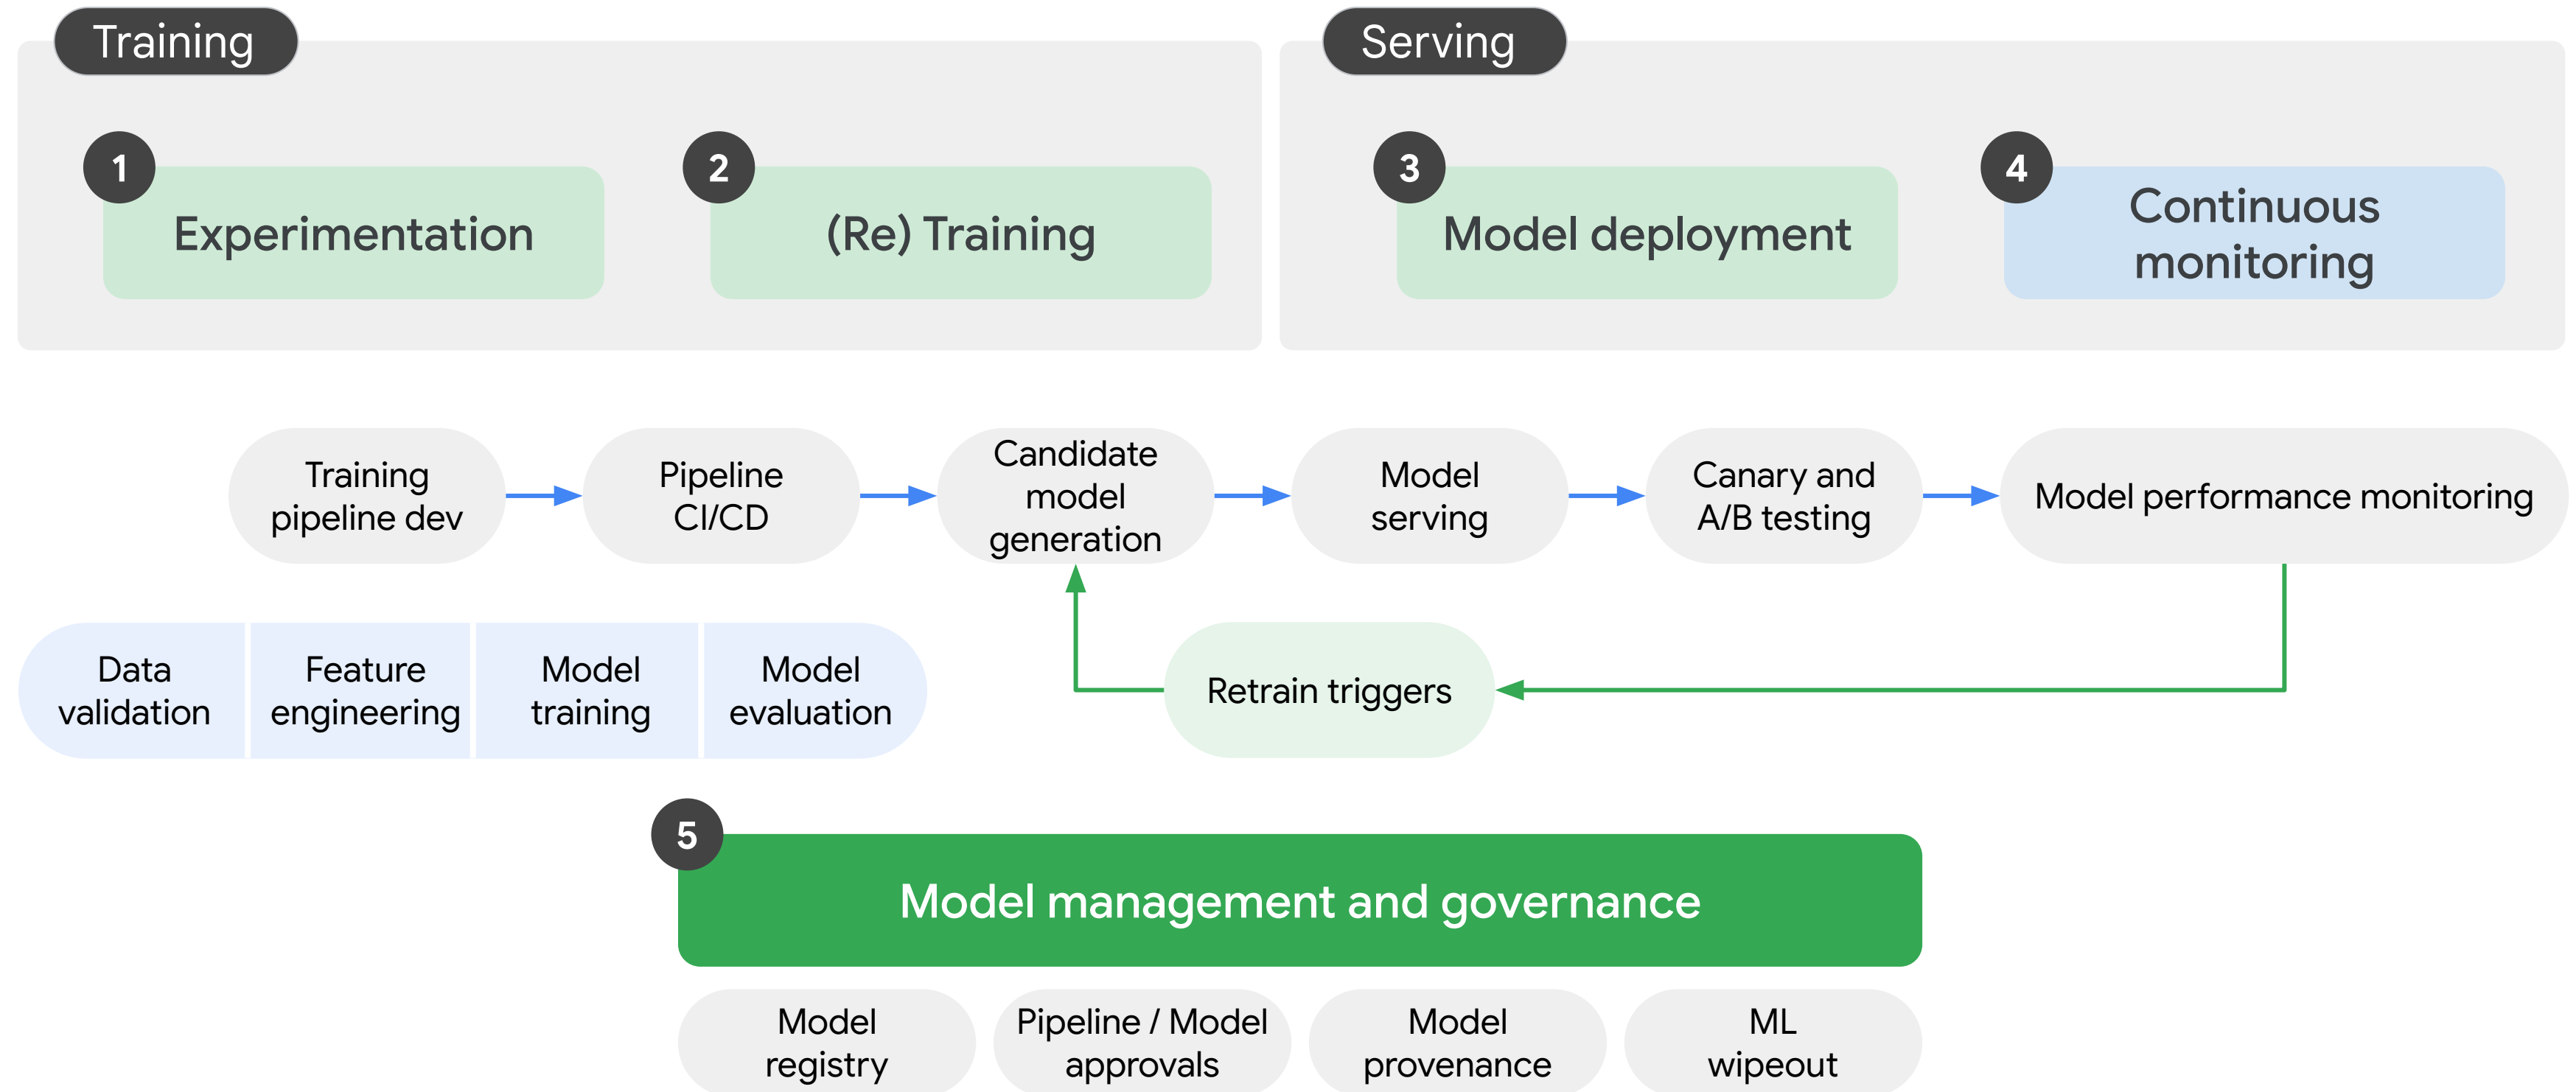 Training
Serving
1
2
3
4
Experimentation
(Re) Training
Model deployment
Continuous
monitoring
Training
pipeline dev
Pipeline
CI/CD
Candidate
model
generation
Model
serving
Canary and
A/B testing
Model performance monitoring
Data
validation
Feature
engineering
Model
training
Model
evaluation
Retrain triggers
5
Model management and governance
Model
registry
Pipeline / Model
approvals
Model
provenance
ML
wipeout